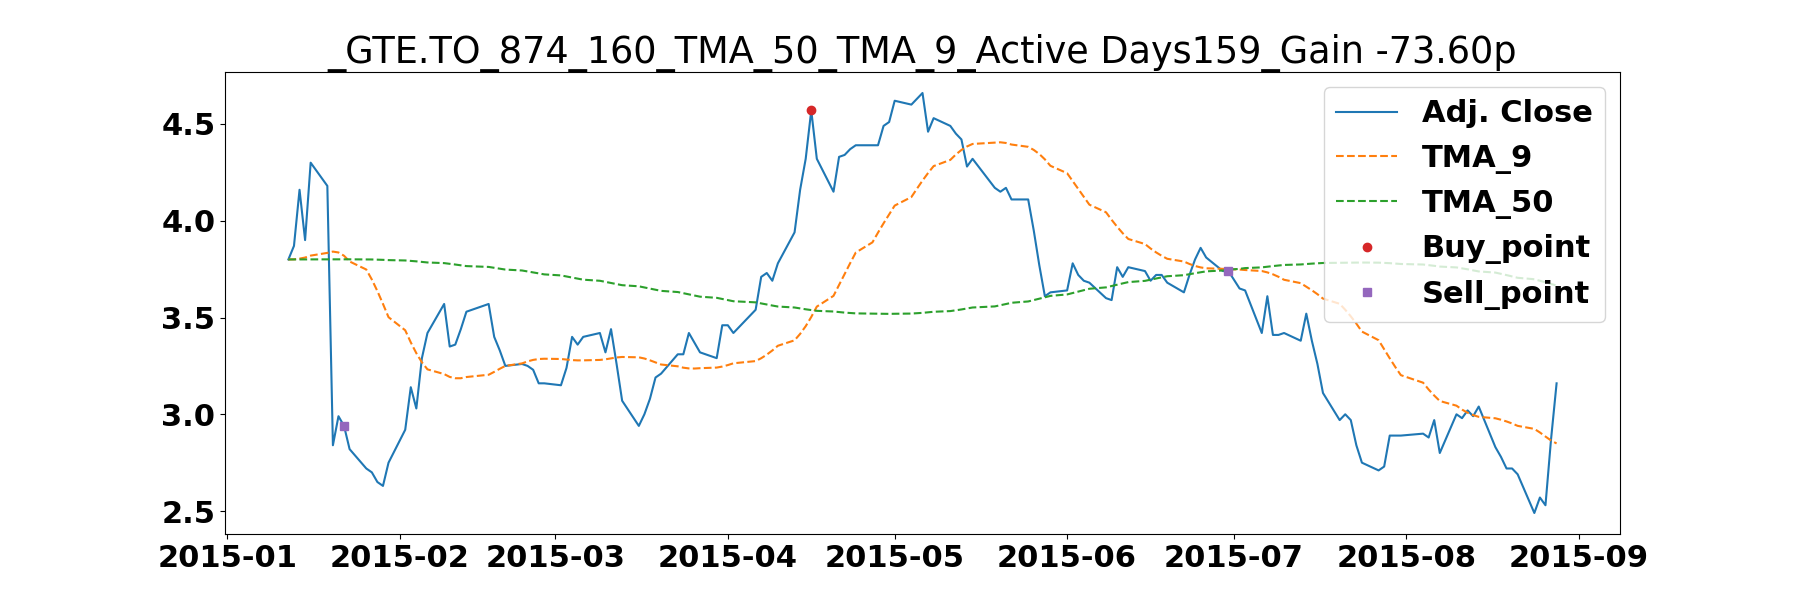 _GTE.TO_874_160_TMA_50_TMA_9_Active Days159_Gain -73.60p
4.5
4.0
3.5
3.0
2.5
Adj. Close
TMA_9
TMA_50
Buy_point
Sell_point
2015-01 2015-02 2015-03 2015-04 2015-05 2015-06 2015-07 2015-08 2015-09